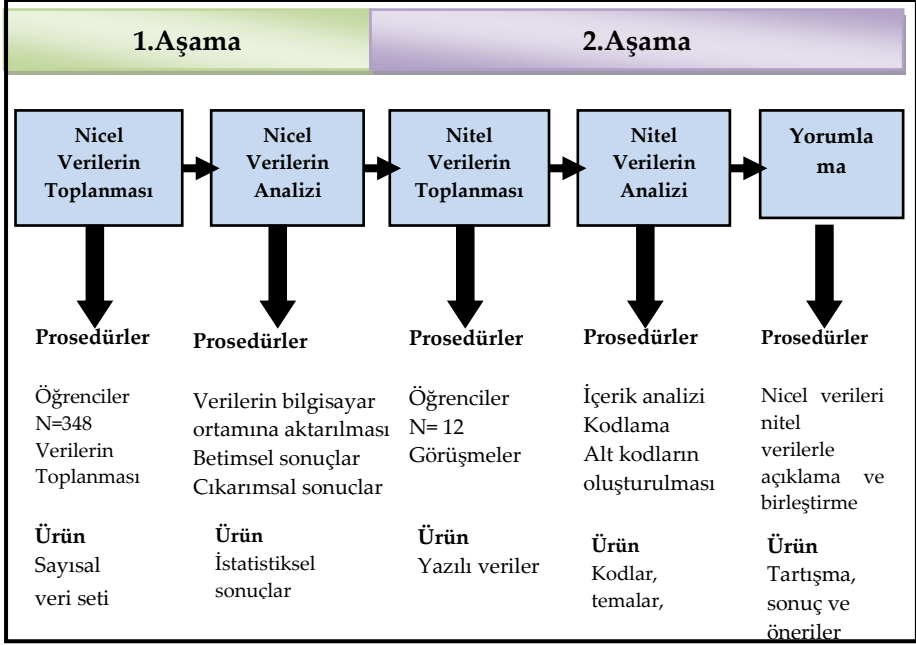 1.Aşama
2.Aşama
Nicel
Verilerin
Toplanması
Nicel
Verilerin
Analizi
Nitel
Verilerin
Toplanması
Nitel
Verilerin
Analizi
Yorumla
ma
Prosedürler
Öğrenciler
N=348
Verilerin
Toplanması
Ürün
Sayısal
veri seti
Prosedürler
Verilerin bilgisayar
ortamına aktarılması
Betimsel sonuçlar
Cıkarımsal sonuclar
Ürün
İstatistiksel
sonuçlar
Prosedürler
Öğrenciler
N= 12
Görüşmeler
Ürün
Yazılı veriler
Prosedürler
İçerik analizi
Kodlama
Alt kodların
oluşturulması
Ürün
Kodlar,
temalar,
Prosedürler
Nicel verileri
nitel
verilerle
açıklama ve
birleştirme
Ürün
Tartışma,
sonuç ve
öneriler